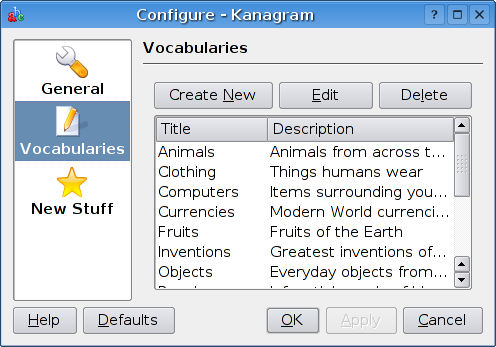 Configure - Kanagram
General
Vocabularies
New Stuff
Vocabularies
Create New Edit Delete
Title Description
Animals Animals from across t...
Clothing Things humans wear
Computers Items surrounding you...
Currencies Modern World currenci...
Fruits Fruits of the Earth
Inventions Greatest inventions of...
Objects Everyday objects from...
Help Defaults OK Apply Cancel